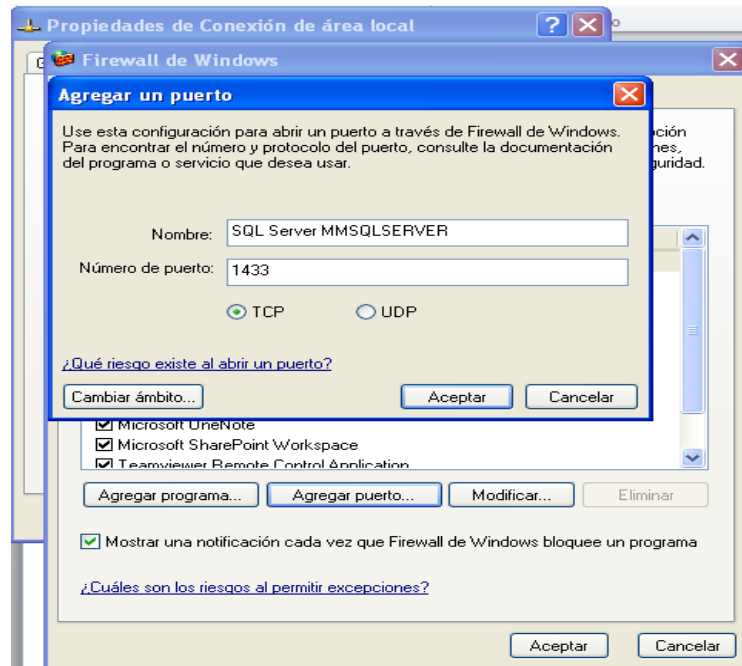 Propiedades de Conexión de área local
Firewall de Windows
Agregar un puerto
Use esta configuración para abrir un puerto a través de Firewall de Windows.
Para encontrar el número y protocolo del puerto, consulte la documentación
del programa o servicio que desea usar.
Nombre: SQL Server MMSQLSERVER
Número de puerto: 1433
TCP UDP
¿Qué riesgo existe al abrir un puerto?
Cambiar ámbito... Aceptar Cancelar
Microsoft OneNote
Microsoft SharePoint Workspace
Teamviewer Remote Control Application
Agregar programa... Agregar puerto... Modificar... Eliminar
Mostrar una notificación cada vez que Firewall de Windows bloquee un programa
¿Cuáles son los riesgos al permitir excepciones?
Aceptar Cancelar